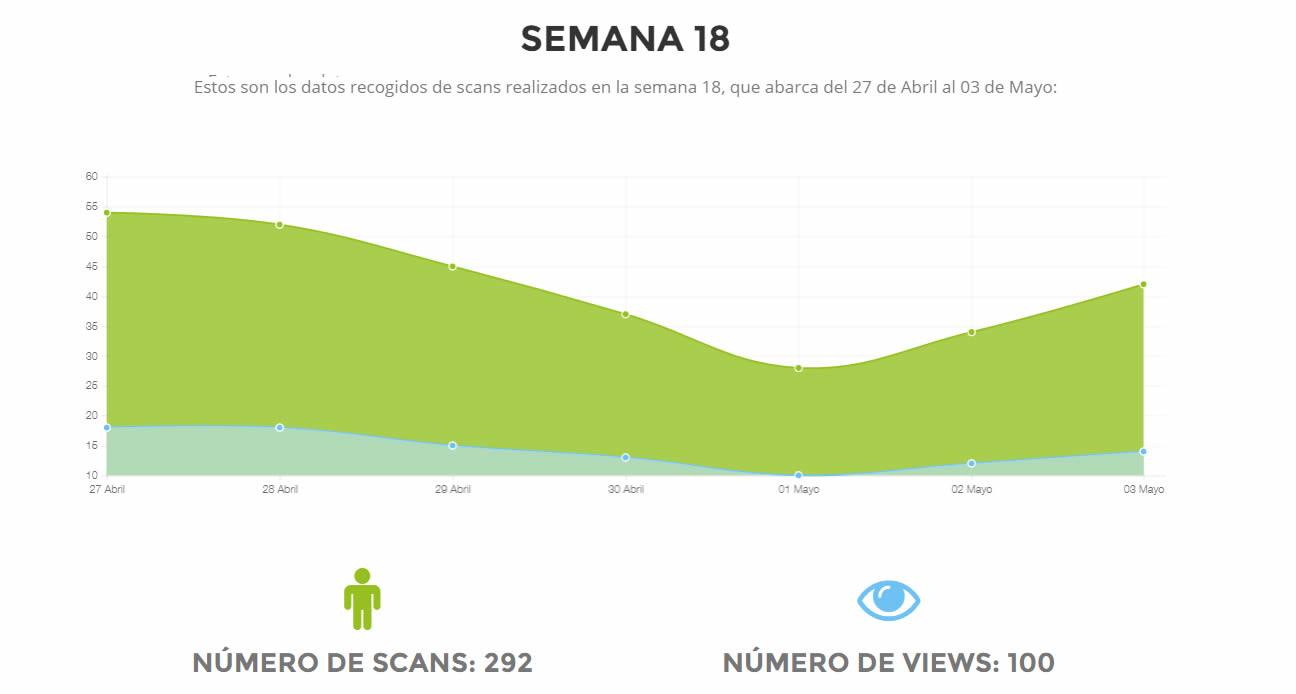 SEMANA 18
Estos son los datos recogidos de scans realizados en la semana 18, que abarca del 27 de Abril al 03 de Mayo:
60
55
50
45
40
35
30
25
20
15
10
27 Abril 28 Abril 29 Abril 30 Abril 01 Mayo 02 Mayo 03 Mayo
NÚMERO DE SCANS: 292 NÚMERO DE VIEWS: 100